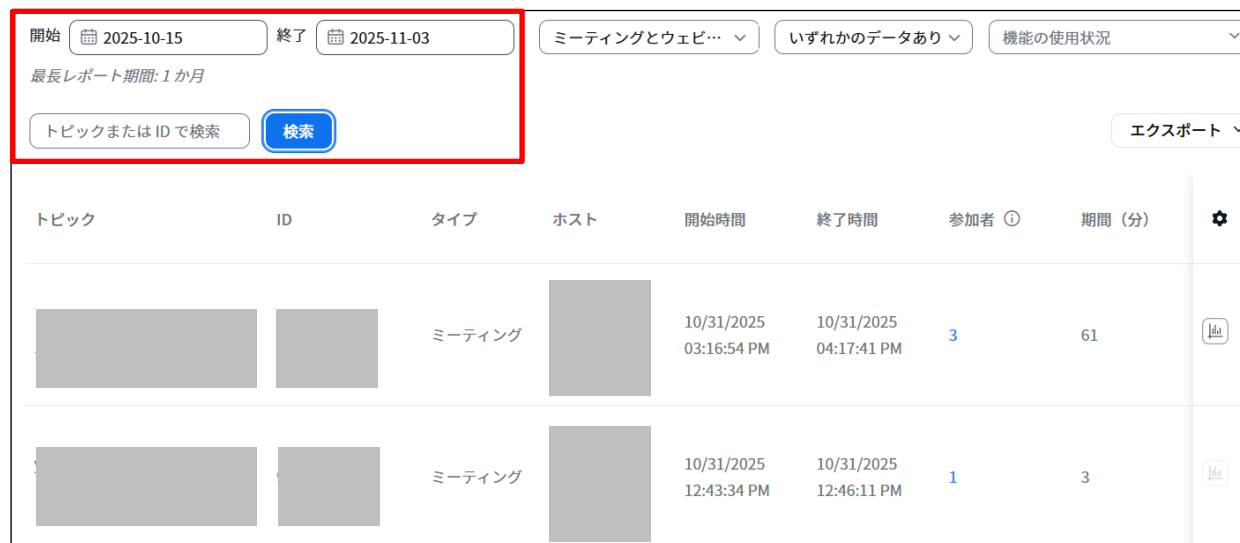 開始 2025-10-15 終了 2025-11-03 ミーティングとウェビ… いずれかのデータあり 機能の使用状況
最長レポート期間: 1 か月
トピックまたは ID で検索 検索 エクスポート
トピック ID タイプ ホスト 開始時間 終了時間 参加者 期間（分）
ミーティング 10/31/2025 03:16:54 PM 10/31/2025 04:17:41 PM 3 61
ミーティング 10/31/2025 12:43:34 PM 10/31/2025 12:46:11 PM 1 3